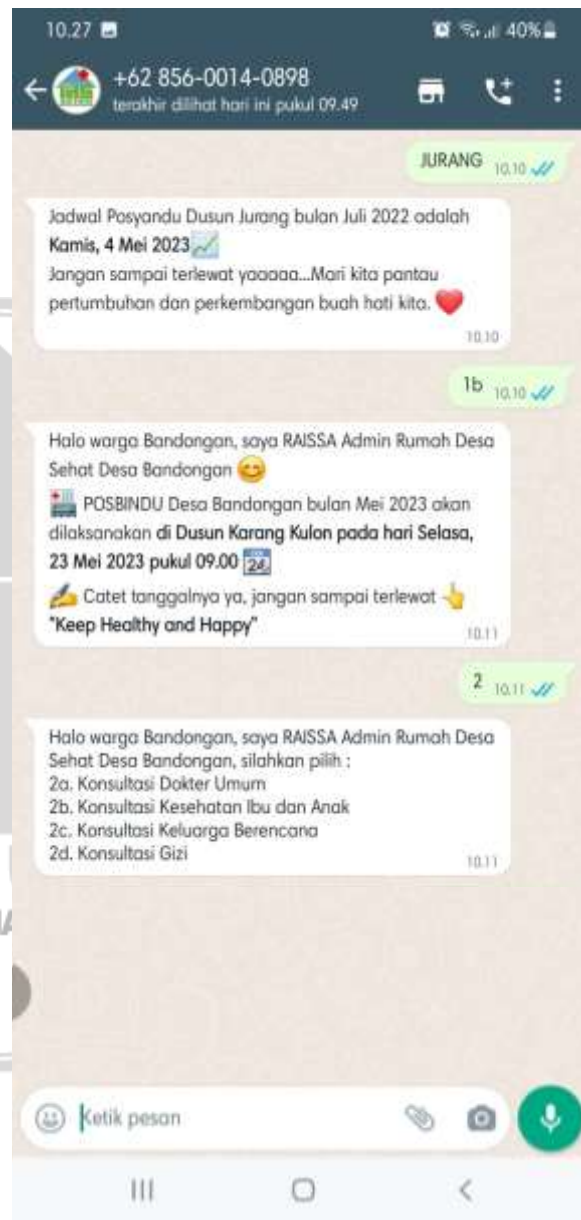 10.27
40%
+62 856-0014-0898
terakhir dilihat hari ini pukul 09.49
JURANG 10.10
Jadwal Posyandu Dusun Jurang bulan Juli 2022 adalah
Kamis, 4 Mei 2023
Jangan sampai terlewat yaaaaa...Mari kita pantau
pertumbuhan dan perkembangan buah hati kita.
10.10
1b 10.10
Halo warga Bandongan, saya RAISSA Admin Rumah Desa
Sehat Desa Bandongan
POSBINDU Desa Bandongan bulan Mei 2023 akan
dilaksanakan di Dusun Karang Kulon pada hari Selasa,
23 Mei 2023 pukul 09.00
Catet tanggalnya ya, jangan sampai terlewat
"Keep Healthy and Happy"
10.11
2 10.11
Halo warga Bandongan, saya RAISSA Admin Rumah Desa
Sehat Desa Bandongan, silahkan pilih :
2a. Konsultasi Dokter Umum
2b. Konsultasi Kesehatan Ibu dan Anak
2c. Konsultasi Keluarga Berencana
2d. Konsultasi Gizi
10.11
Ketik pesan